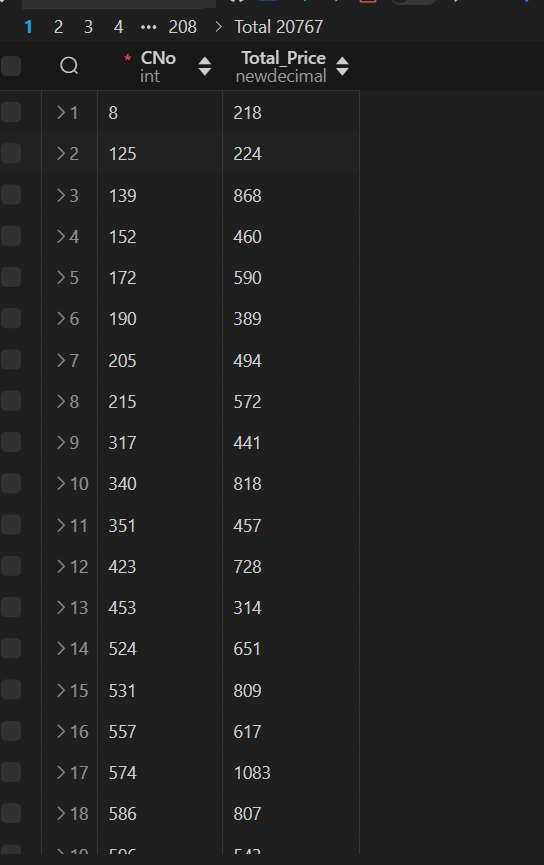 1 2 3 4 ••• 208 > Total 20767
* CNo Total_Price
int newdecimal
1 8 218
2 125 224
3 139 868
4 152 460
5 172 590
6 190 389
7 205 494
8 215 572
9 317 441
10 340 818
11 351 457
12 423 728
13 453 314
14 524 651
15 531 809
16 557 617
17 574 1083
18 586 807